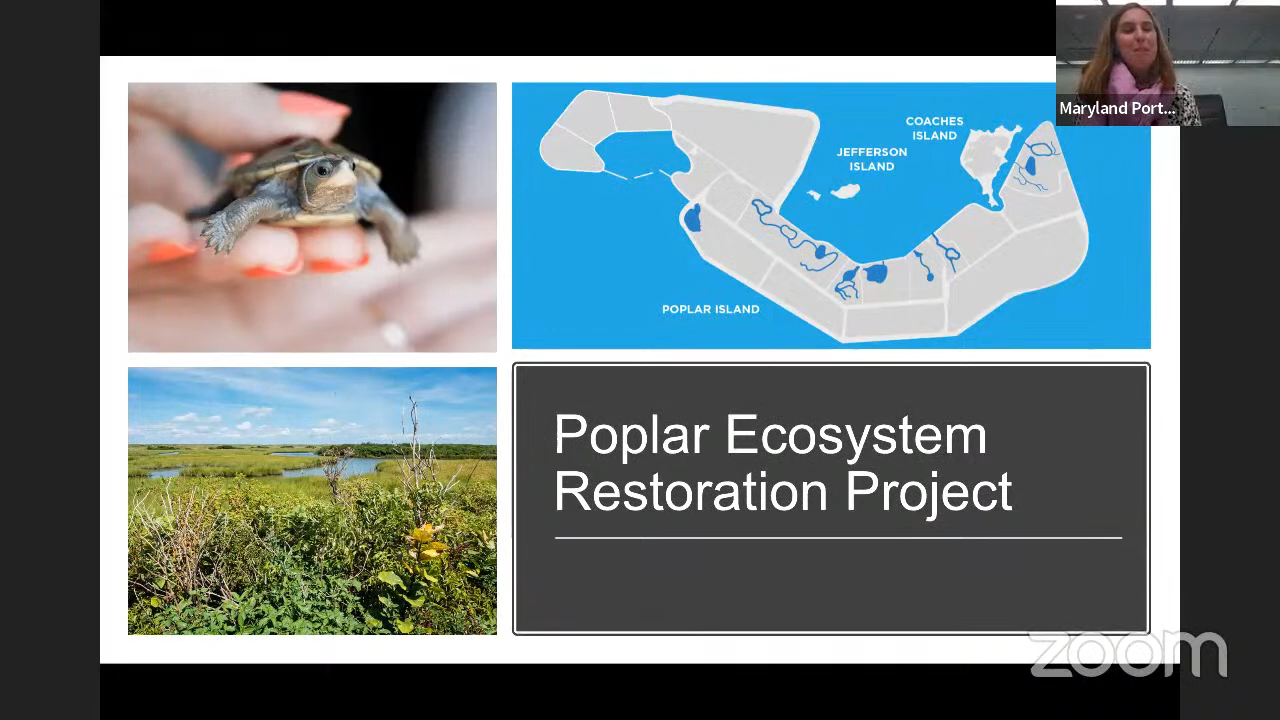 Maryland Port...
COACHES
ISLAND
JEFFERSON
ISLAND
POPLAR ISLAND
Poplar Ecosystem
Restoration Project
zoom